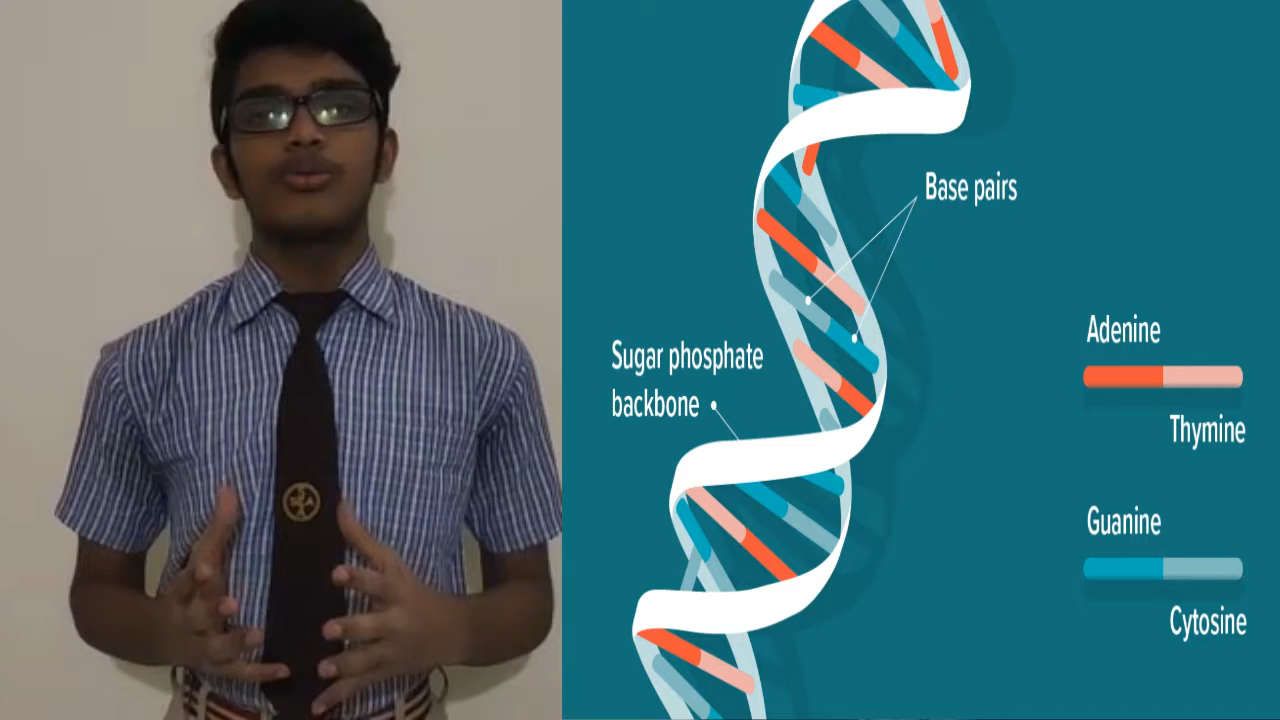 Base pairs
Sugar phosphate
backbone
Adenine
Thymine
Guanine
Cytosine